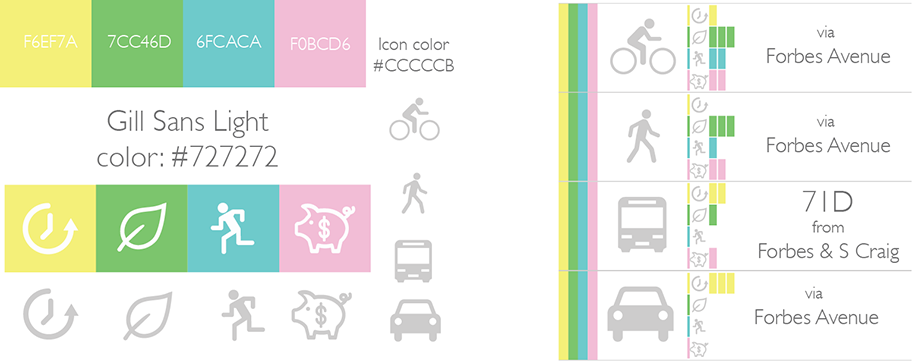 F6EF7A
7CC46D
6FCACA
F0BCD6
Icon color
#CCCCCB
Gill Sans Light
color: #727272
$
$
via
Forbes Avenue
via
Forbes Avenue
71D
from
Forbes & S Craig
via
Forbes Avenue